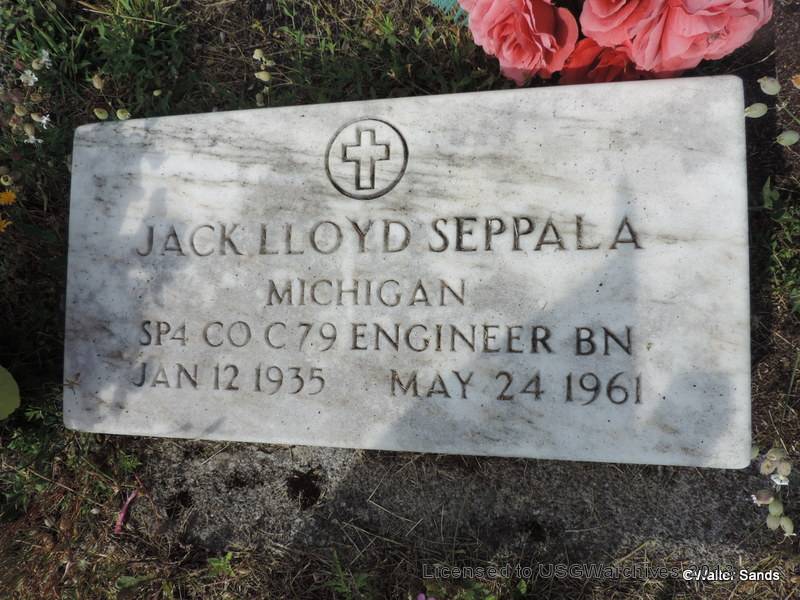 JACK LLOYD SEPPALA
MICHIGAN
SP4 CO C 79 ENGINEER BN
JAN 12 1935 MAY 24 1961
Licensed to USGWarchives
©Walter Sands